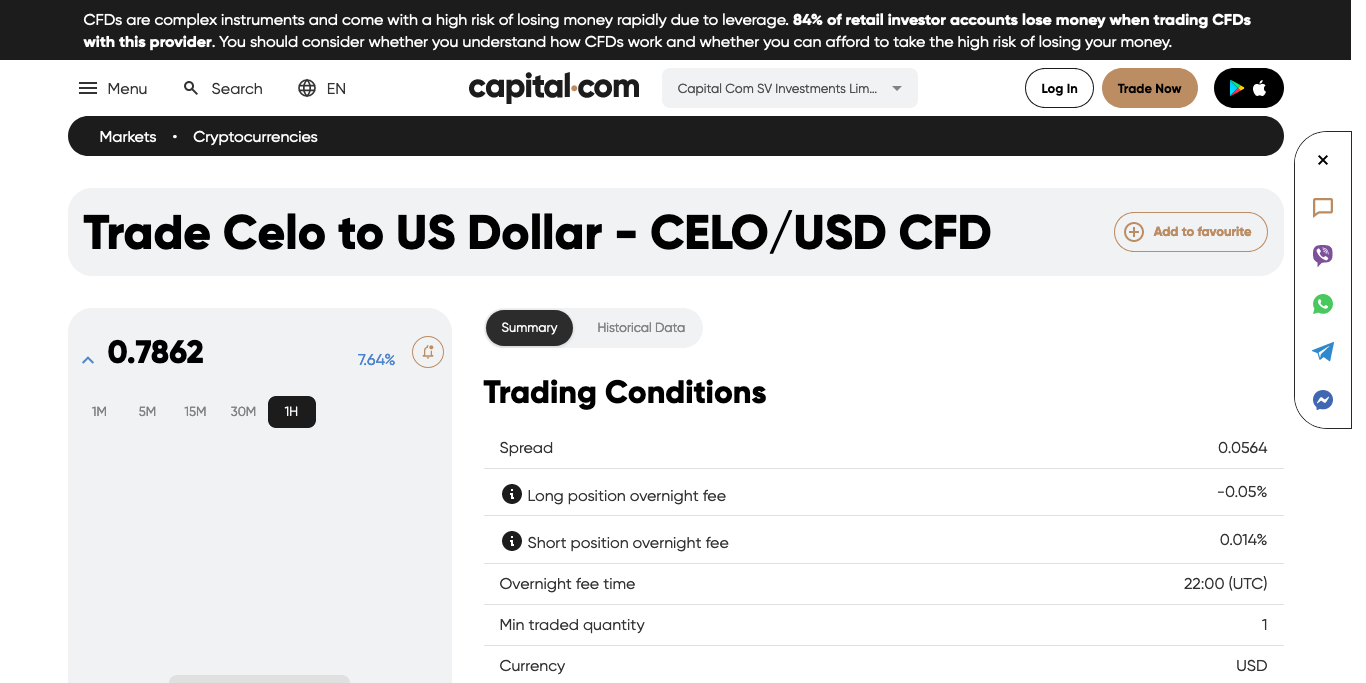 CFDs are complex instruments and come with a high risk of losing money rapidly due to leverage. 84% of retail investor accounts lose money when trading CFDs
with this provider. You should consider whether you understand how CFDs work and whether you can afford to take the high risk of losing your money.
Menu Search EN capital.com Capital Com SV Investments Lim... Log In Trade Now
Markets • Cryptocurrencies
Trade Celo to US Dollar - CELO/USD CFD Add to favourite
0.7862 7.64%
1M 5M 15M 30M 1H
Summary Historical Data
Trading Conditions
Spread 0.0564
Long position overnight fee -0.05%
Short position overnight fee 0.014%
Overnight fee time 22:00 (UTC)
Min traded quantity 1
Currency USD